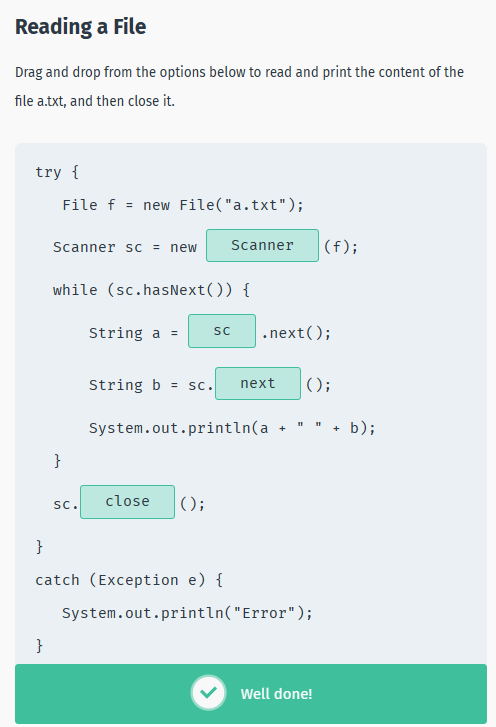 Reading a File
Drag and drop from the options below to read and print the content of the
file a.txt, and then close it.
try {
File f = new File("a.txt");
Scanner sc = new Scanner (f);
while (sc.hasNext()) {
String a = sc .next();
String b = sc. next ();
System.out.println(a + " " + b);
}
sc. close ();
}
catch (Exception e) {
System.out.println("Error");
}
Well done!